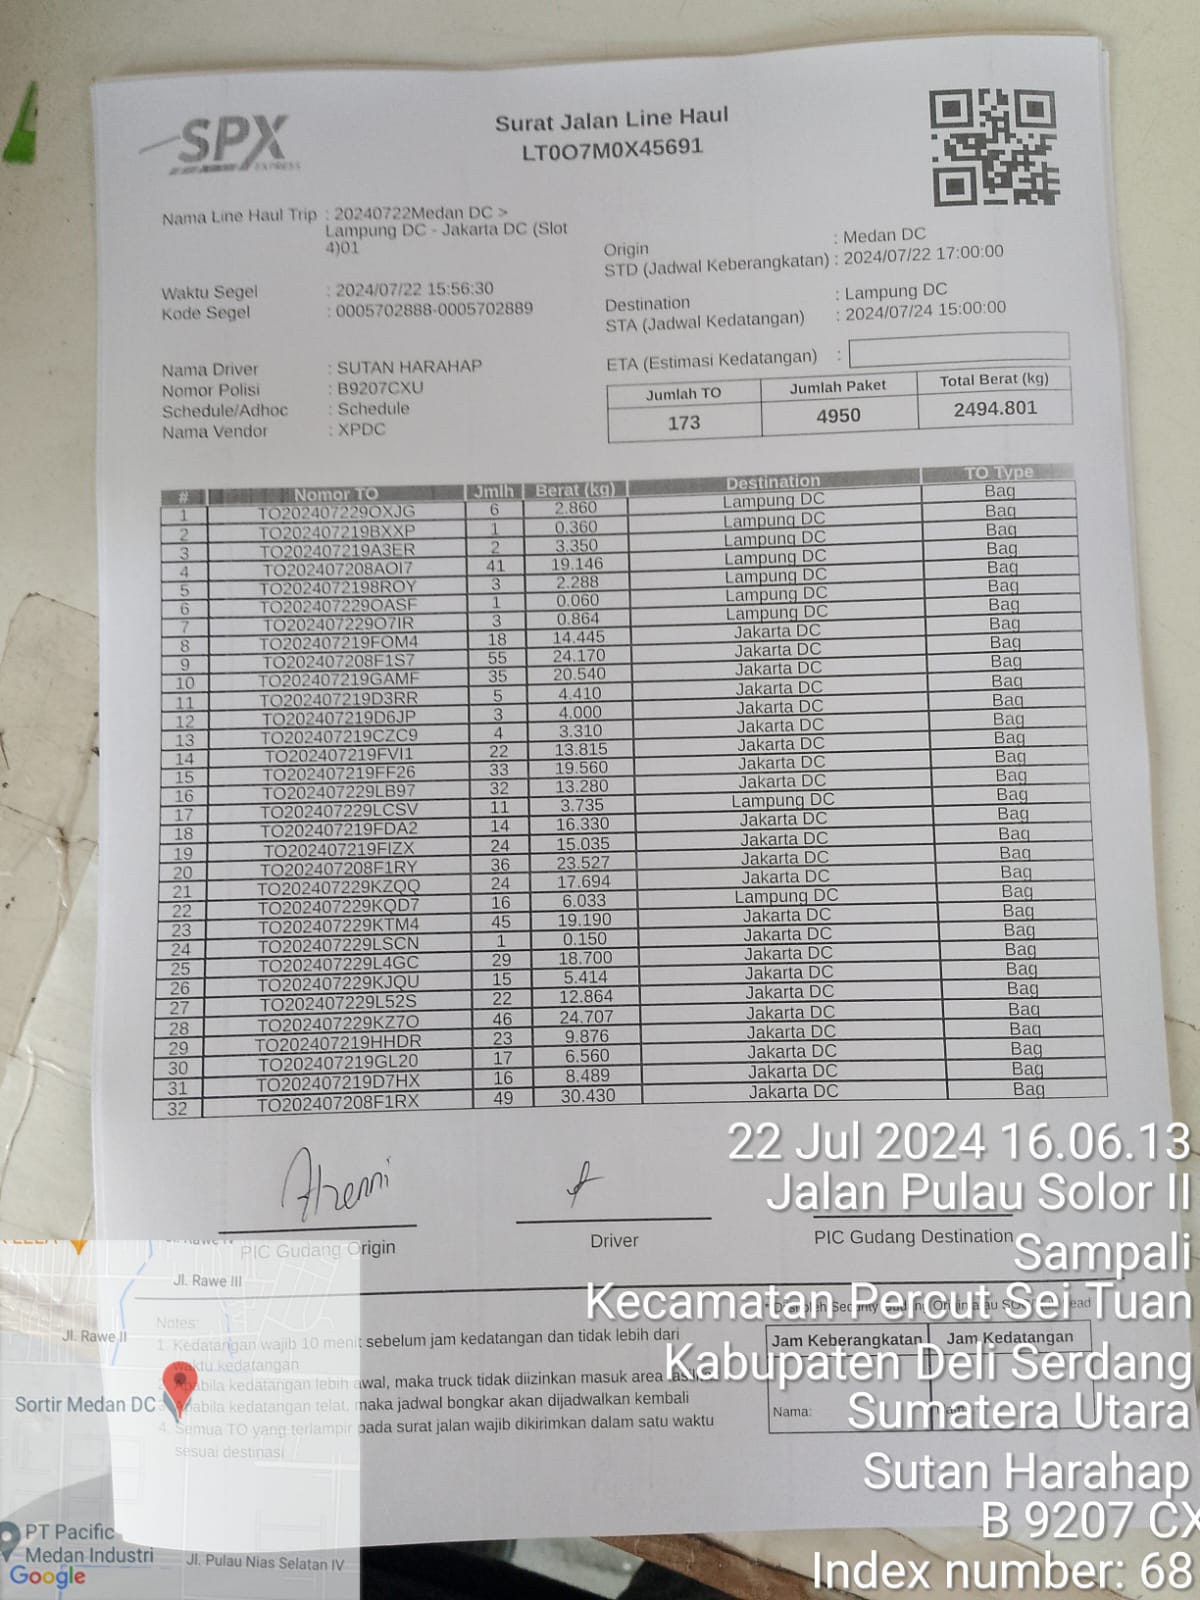 SPX
EXPRESS
Surat Jalan Line Haul
LT0O7M0X45691
Nama Line Haul Trip : 20240722Medan DC >
Lampung DC - Jakarta DC (Slot
4)01
Origin : Medan DC
STD (Jadwal Keberangkatan) : 2024/07/22 17:00:00
Waktu Segel : 2024/07/22 15:56:30
Kode Segel : 0005702888-0005702889
Destination : Lampung DC
STA (Jadwal Kedatangan) : 2024/07/24 15:00:00
ETA (Estimasi Kedatangan) :
Nama Driver : SUTAN HARAHAP
Nomor Polisi : B9207CXU
Schedule/Adhoc : Schedule
Nama Vendor : XPDC
Jumlah TO Jumlah Paket Total Berat (kg)
173 4950 2494.801
# Nomor TO Jmlh Berat (kg) Destination TO Type
1 TO202407229OXJG 6 2.860 Lampung DC Bag
2 TO202407219BXXP 1 0.360 Lampung DC Bag
3 TO202407219A3ER 2 3.350 Lampung DC Bag
4 TO202407208AOI7 41 19.146 Lampung DC Bag
5 TO2024072198ROY 3 2.288 Lampung DC Bag
6 TO202407229OASF 1 0.060 Lampung DC Bag
7 TO202407229O7IR 3 0.864 Lampung DC Bag
8 TO202407219FOM4 18 14.445 Jakarta DC Bag
9 TO202407208F1S7 55 24.170 Jakarta DC Bag
10 TO202407219GAMF 35 20.540 Jakarta DC Bag
11 TO202407219D3RR 5 4.410 Jakarta DC Bag
12 TO202407219D6JP 3 4.000 Jakarta DC Bag
13 TO202407219CZC9 4 3.310 Jakarta DC Bag
14 TO202407219FVI1 22 13.815 Jakarta DC Bag
15 TO202407219FF26 33 19.560 Jakarta DC Bag
16 TO202407229LB97 32 13.280 Jakarta DC Bag
17 TO202407229LCSV 11 3.735 Lampung DC Bag
18 TO202407219FDA2 14 16.330 Jakarta DC Bag
19 TO202407219FIZX 24 15.035 Jakarta DC Bag
20 TO202407208F1RY 36 23.527 Jakarta DC Bag
21 TO202407229KZQQ 24 17.694 Jakarta DC Bag
22 TO202407229KQD7 16 6.033 Lampung DC Bag
23 TO202407229KTM4 45 19.190 Jakarta DC Bag
24 TO202407229LSCN 1 0.150 Jakarta DC Bag
25 TO202407229L4GC 29 18.700 Jakarta DC Bag
26 TO202407229KJQU 15 5.414 Jakarta DC Bag
27 TO202407229L52S 22 12.864 Jakarta DC Bag
28 TO202407229KZ7O 46 24.707 Jakarta DC Bag
29 TO202407219HHDR 23 9.876 Jakarta DC Bag
30 TO202407219GL20 17 6.560 Jakarta DC Bag
31 TO202407219D7HX 16 8.489 Jakarta DC Bag
32 TO202407208F1RX 49 30.430 Jakarta DC Bag
PIC Gudang Origin
Driver
PIC Gudang Destination
Notes:
1. Kedatangan wajib 10 menit sebelum jam kedatangan dan tidak lebih dari
waktu kedatangan
Apabila kedatangan lebih awal, maka truck tidak diizinkan masuk area
kedatangan telat, maka jadwal bongkar akan dijadwalkan kembali
4. Semua TO yang terlampir pada surat jalan wajib dikirimkan dalam satu waktu
sesuai destinasi
Jam Keberangkatan Jam Kedatangan
Nama:
22 Jul 2024 16.06.13
Jalan Pulau Solor II
Sampali
Kecamatan Percut Sei Tuan
Kabupaten Deli Serdang
Sumatera Utara
Sutan Harahap
B 9207 CX
Index number: 68
Jl. Rawe III
Jl. Rawe II
Sortir Medan DC
PT Pacific
Medan Industri
Jl. Pulau Nias Selatan IV
Google